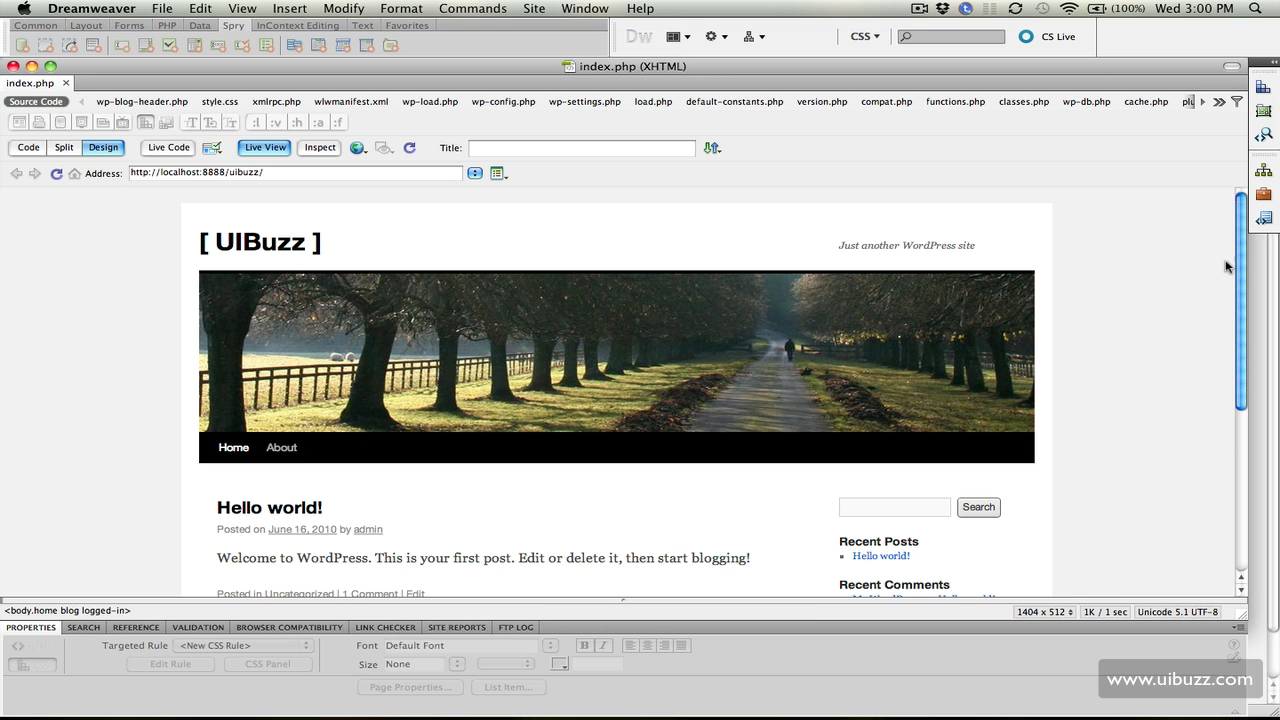 Dreamweaver File Edit View Insert Modify Format Commands Site Window Help (100%) Wed 3:00 PM
Common Layout Forms PHP Data Spry InContext Editing Text Favorites
Dw CSS CS Live
index.php (XHTML)
index.php
Source Code wp-blog-header.php style.css xmlrpc.php wlwmanifest.xml wp-load.php wp-config.php wp-settings.php load.php default-constants.php version.php compat.php functions.php classes.php wp-db.php cache.php
:l :v :h :a :f
Code Split Design Live Code Live View Inspect Title:
Address: http://localhost:8888/uibuzz/
[ UIBuzz ]
Just another WordPress site
Home About
Hello world!
Search
Posted on June 16, 2010 by admin
Recent Posts
Hello world!
Welcome to WordPress. This is your first post. Edit or delete it, then start blogging!
Recent Comments
Posted in Uncategorized | 1 Comment | Edit
<body.home blog logged-in> 1404 x 512 1K / 1 sec Unicode 5.1 UTF-8
PROPERTIES SEARCH REFERENCE VALIDATION BROWSER COMPATIBILITY LINK CHECKER SITE REPORTS FTP LOG
Targeted Rule <New CSS Rule> Font Default Font B I
Edit Rule CSS Panel Size None
Page Properties... List Item...
www.uibuzz.com